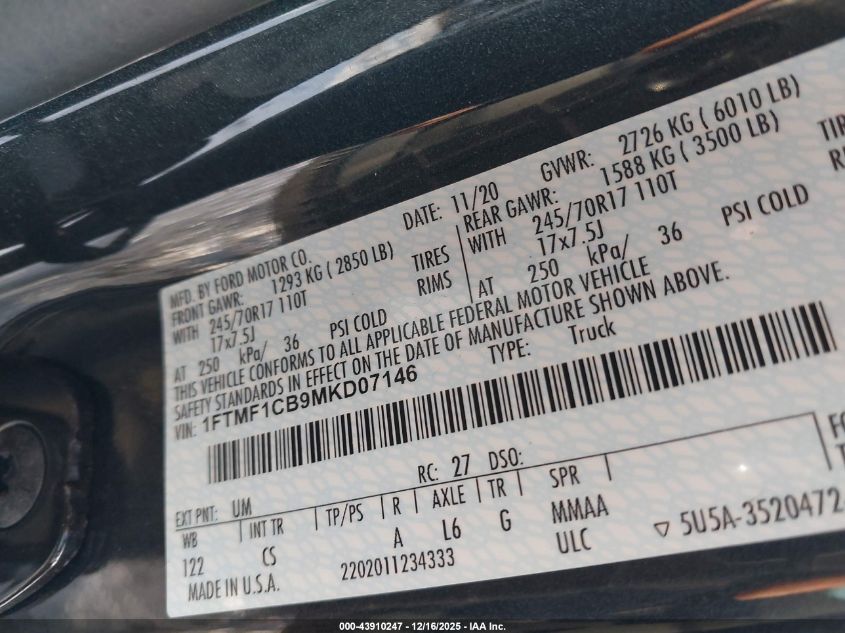 MFD. BY FORD MOTOR CO.
DATE: 11/20
GVWR: 2726 KG ( 6010 LB)
FRONT GAWR: 1293 KG ( 2850 LB)
REAR GAWR: 1588 KG ( 3500 LB)
WITH 245/70R17 110T TIRES
WITH 245/70R17 110T
17x7.5J RIMS
17x7.5J
AT 250 kPa/ 36 PSI COLD
AT 250 kPa/ 36 PSI COLD
THIS VEHICLE CONFORMS TO ALL APPLICABLE FEDERAL MOTOR VEHICLE
SAFETY STANDARDS IN EFFECT ON THE DATE OF MANUFACTURE SHOWN ABOVE.
VIN: 1FTMF1CB9MKD07146
TYPE: Truck
RC: 27 DSO:
EXT PNT: UM
WB | INT TR | TP/PS | R | AXLE | TR | SPR
122 CS A L6 G MMAA
ULC
MADE IN U.S.A. 2202011234333
5U5A-3520472
000-43910247 - 12/16/2025 - IAA Inc.